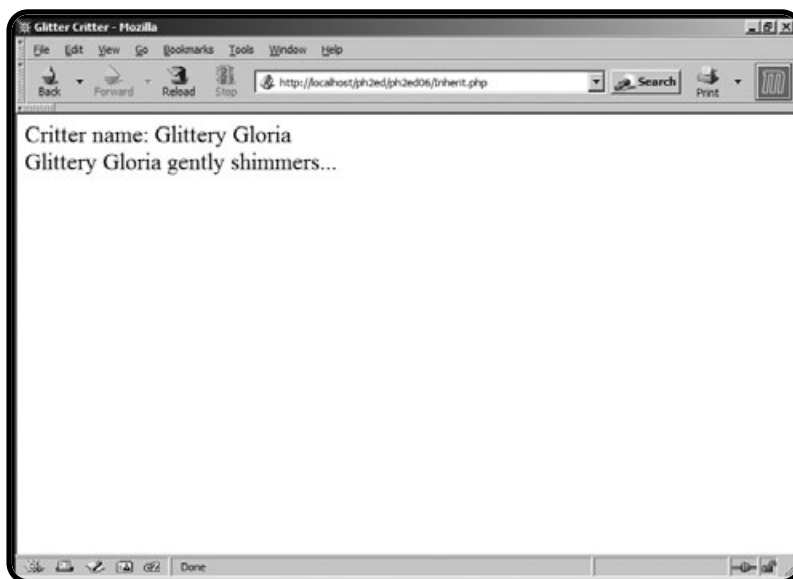 Glitter Critter - Mozilla
File Edit View Go Bookmarks Tools Window Help
Back Forward Reload Stop http://localhost/ph2ed/ph2ed06/Inherit.php Search Print
Critter name: Glittery Gloria
Glittery Gloria gently shimmers...
Done